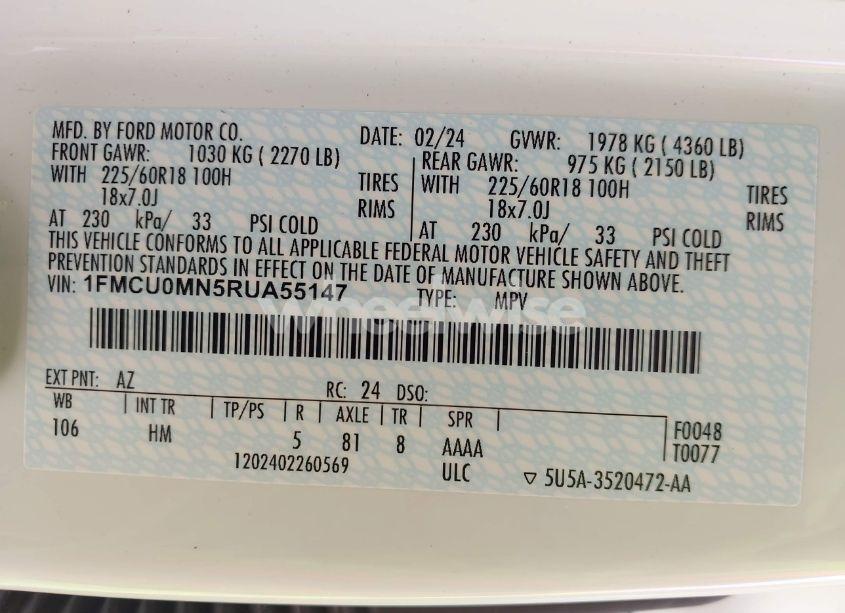 MFD. BY FORD MOTOR CO. DATE: 02/24 GVWR: 1978 KG ( 4360 LB)
FRONT GAWR: 1030 KG ( 2270 LB) REAR GAWR: 975 KG ( 2150 LB)
WITH 225/60R18 100H TIRES WITH 225/60R18 100H TIRES
18x7.0J RIMS 18x7.0J RIMS
AT 230 kPa/ 33 PSI COLD AT 230 kPa/ 33 PSI COLD
THIS VEHICLE CONFORMS TO ALL APPLICABLE FEDERAL MOTOR VEHICLE SAFETY AND THEFT
PREVENTION STANDARDS IN EFFECT ON THE DATE OF MANUFACTURE SHOWN ABOVE.
VIN: 1FMCU0MN5RUA55147 TYPE: MPV
wheelwise
EXT PNT: AZ RC: 24 DSO:
WB INT TR TP/PS R AXLE TR SPR
106 HM 5 81 8 AAAA
F0048
T0077
1202402260569 ULC 5U5A-3520472-AA